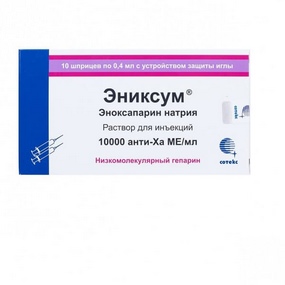 10 шприцев по 0,4 мл с устройством защиты иглы
Эниксум®
Эноксапарин натрия
Раствор для инъекций
10000 анти-Ха МЕ/мл
Низкомолекулярный гепарин
сотекс